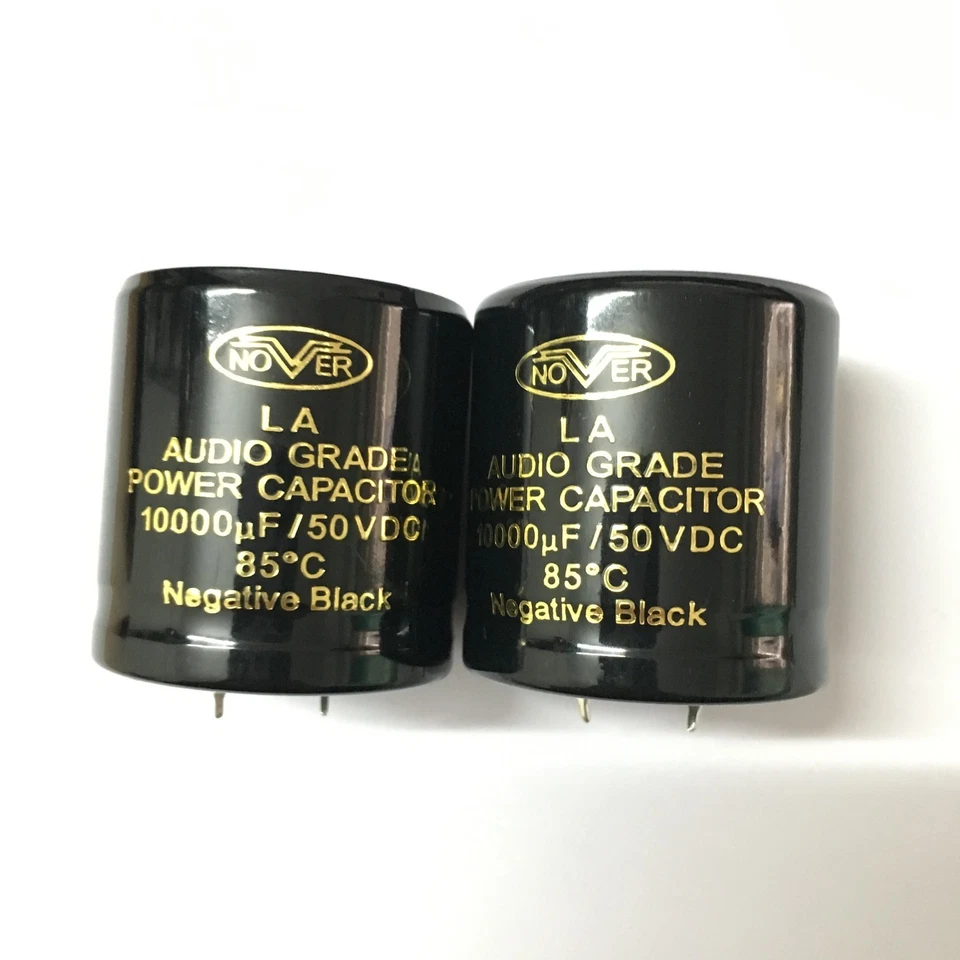 NOVER
LA
AUDIO GRADE
POWER CAPACITOR
10000µF/50VDC
85°C
Negative Black
NOVER
LA
AUDIO GRADE
POWER CAPACITOR
10000µF/50VDC
85°C
Negative Black